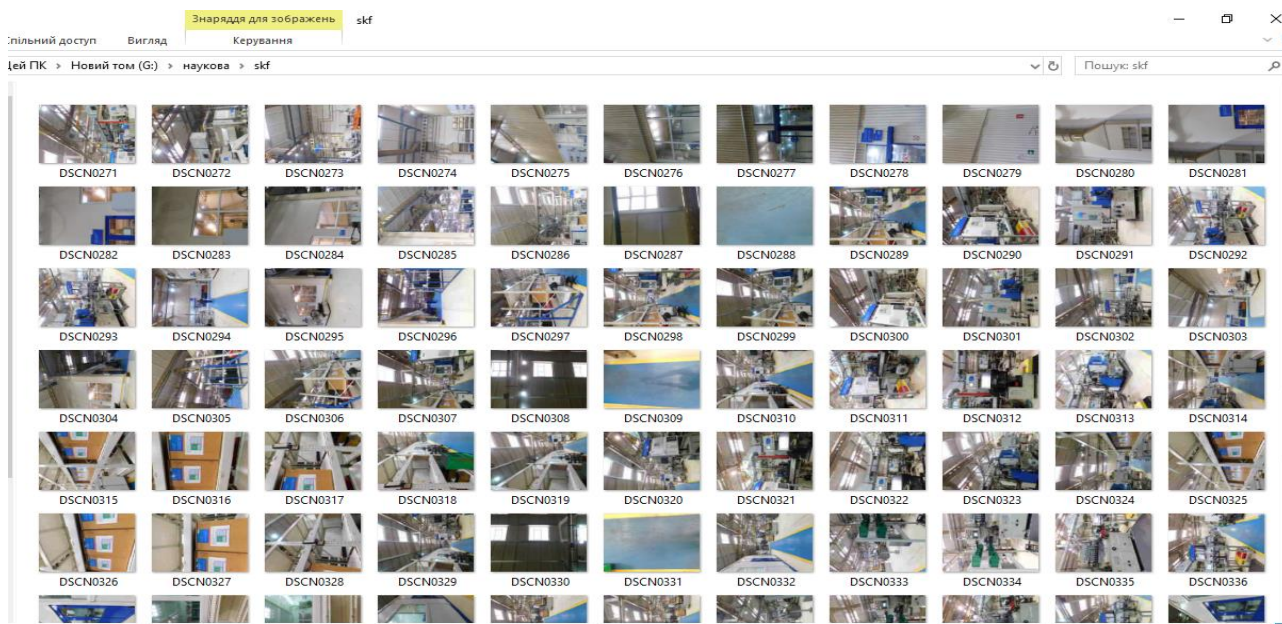 Знаряддя для зображень skf
спільний доступ Вигляд Керування
Цей ПК > Новий том (G:) > наукова > skf Пошук: skf
DSCN0271 DSCN0272 DSCN0273 DSCN0274 DSCN0275 DSCN0276 DSCN0277 DSCN0278 DSCN0279 DSCN0280 DSCN0281
DSCN0282 DSCN0283 DSCN0284 DSCN0285 DSCN0286 DSCN0287 DSCN0288 DSCN0289 DSCN0290 DSCN0291 DSCN0292
DSCN0293 DSCN0294 DSCN0295 DSCN0296 DSCN0297 DSCN0298 DSCN0299 DSCN0300 DSCN0301 DSCN0302 DSCN0303
DSCN0304 DSCN0305 DSCN0306 DSCN0307 DSCN0308 DSCN0309 DSCN0310 DSCN0311 DSCN0312 DSCN0313 DSCN0314
DSCN0315 DSCN0316 DSCN0317 DSCN0318 DSCN0319 DSCN0320 DSCN0321 DSCN0322 DSCN0323 DSCN0324 DSCN0325
DSCN0326 DSCN0327 DSCN0328 DSCN0329 DSCN0330 DSCN0331 DSCN0332 DSCN0333 DSCN0334 DSCN0335 DSCN0336